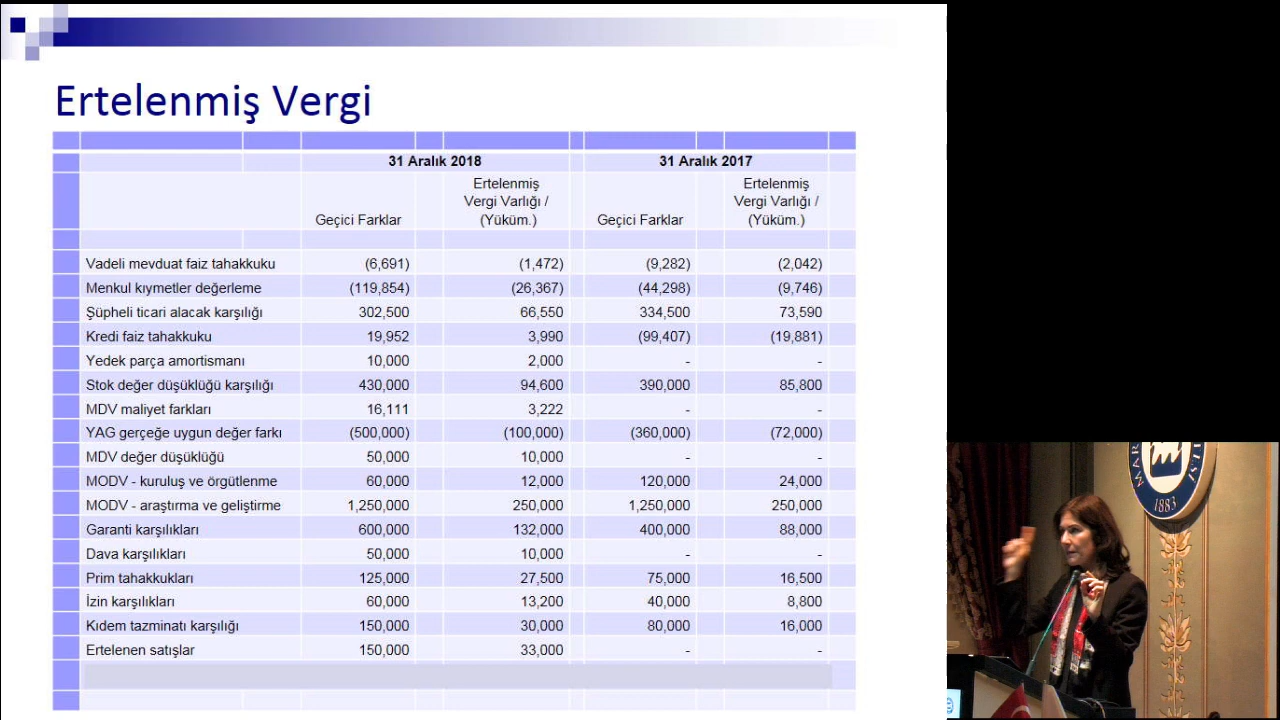 Ertelenmiş Vergi
31 Aralık 2018 31 Aralık 2017
Ertelenmiş Ertelenmiş
Vergi Varlığı / Vergi Varlığı /
Geçici Farklar (Yüküm.) Geçici Farklar (Yüküm.)
Vadeli mevduat faiz tahakkuku (6,691) (1,472) (9,282) (2,042)
Menkul kıymetler değerleme (119,854) (26,367) (44,298) (9,746)
Şüpheli ticari alacak karşılığı 302,500 66,550 334,500 73,590
Kredi faiz tahakkuku 19,952 3,990 (99,407) (19,881)
Yedek parça amortismanı 10,000 2,000 - -
Stok değer düşüklüğü karşılığı 430,000 94,600 390,000 85,800
MDV maliyet farkları 16,111 3,222 - -
YAG gerçeğe uygun değer farkı (500,000) (100,000) (360,000) (72,000)
MDV değer düşüklüğü 50,000 10,000 - -
MODV - kuruluş ve örgütlenme 60,000 12,000 120,000 24,000
MODV - araştırma ve geliştirme 1,250,000 250,000 1,250,000 250,000
Garanti karşılıkları 600,000 132,000 400,000 88,000
Dava karşılıkları 50,000 10,000 - -
Prim tahakkukları 125,000 27,500 75,000 16,500
İzin karşılıkları 60,000 13,200 40,000 8,800
Kıdem tazminatı karşılığı 150,000 30,000 80,000 16,000
Ertelenen satışlar 150,000 33,000 - -
1883